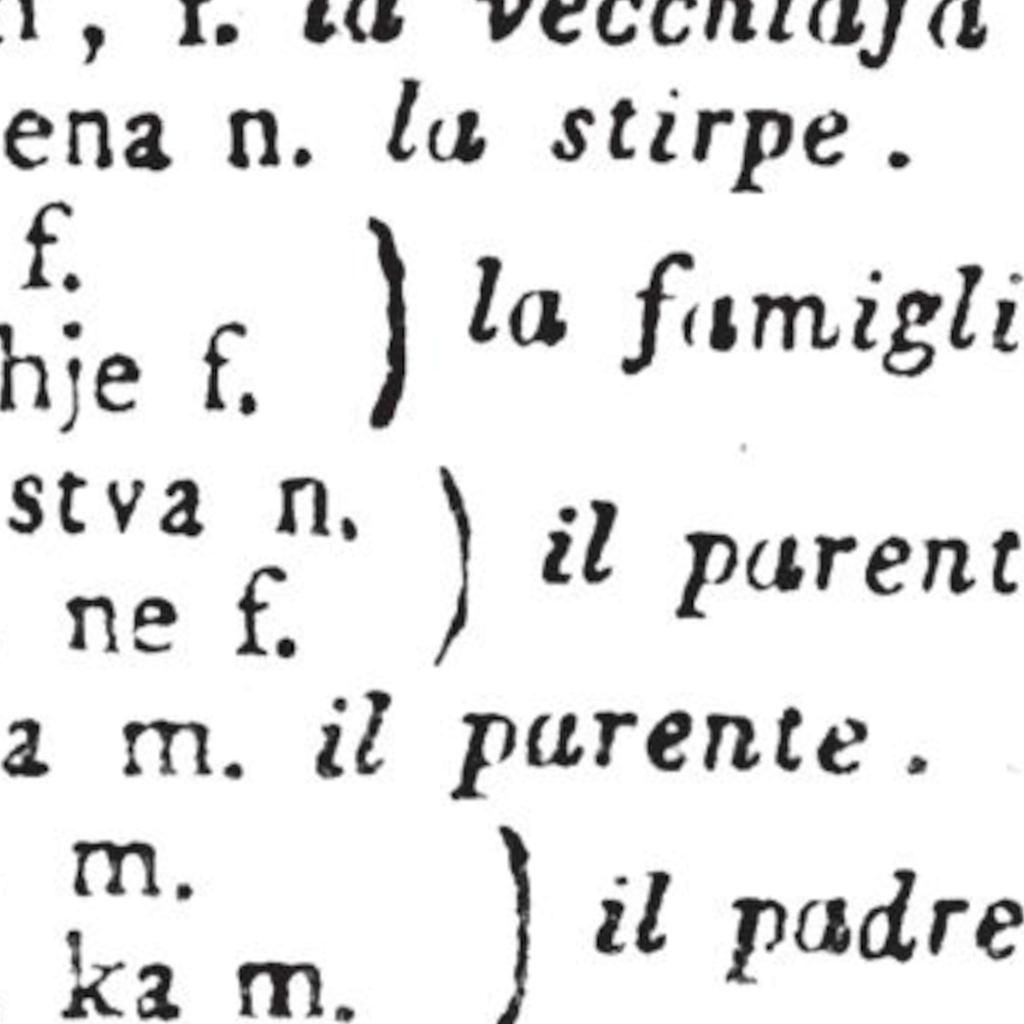 , f. la vecchiaja
ena n. la stirpe.
f.
hje f. ) la famigli
stva n.
ne f. ) il parent
a m. il parente.
m.
ka m. ) il padre